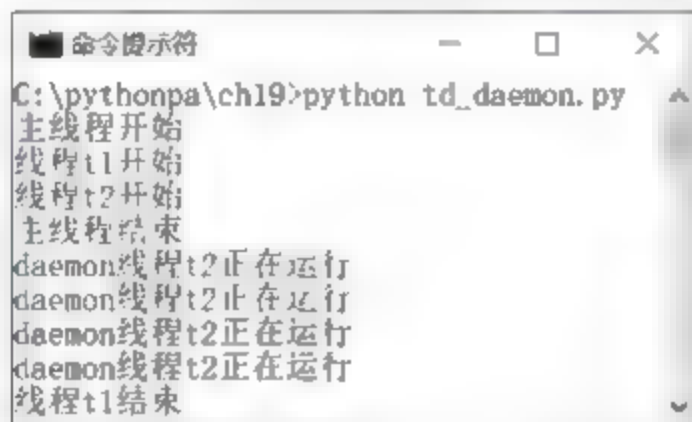 命令提示符
C:\pythonpa\ch19>python td_daemon.py
主线程开始
线程t1开始
线程t2开始
主线程结束
daemon线程t2正在运行
daemon线程t2正在运行
daemon线程t2正在运行
daemon线程t2正在运行
线程t1结束